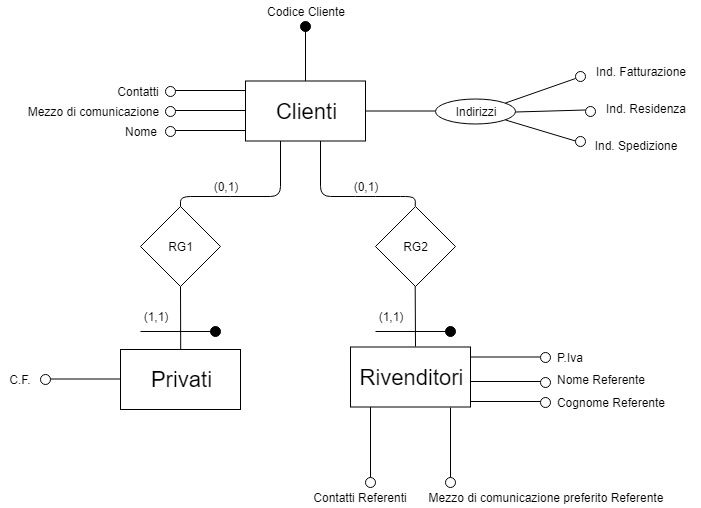 Codice Cliente
Ind. Fatturazione
Contatti
Mezzo di comunicazione
Clienti
Indirizzi
Ind. Residenza
Nome
Ind. Spedizione
(0,1)
(0,1)
RG1
RG2
(1,1)
(1,1)
C.F.
Privati
Rivenditori
P.Iva
Nome Referente
Cognome Referente
Contatti Referenti
Mezzo di comunicazione preferito Referente